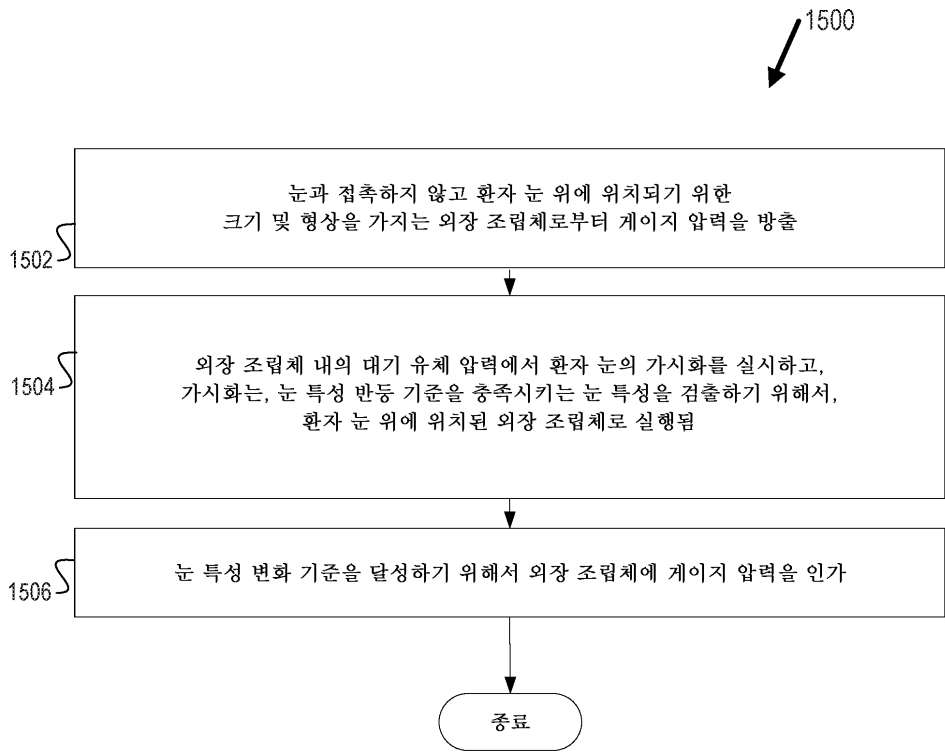 1500
눈과 접촉하지 않고 환자 눈 위에 위치되기 위한
크기 및 형상을 가지는 외장 조립체로부터 게이지 압력을 방출
1502
외장 조립체 내의 대기 유체 압력에서 환자 눈의 가시화를 실시하고,
가시화는, 눈 특성 반등 기준을 충족시키는 눈 특성을 검출하기 위해서,
환자 눈 위에 위치된 외장 조립체로 실행됨
1504
눈 특성 변화 기준을 달성하기 위해서 외장 조립체에 게이지 압력을 인가
1506
종료